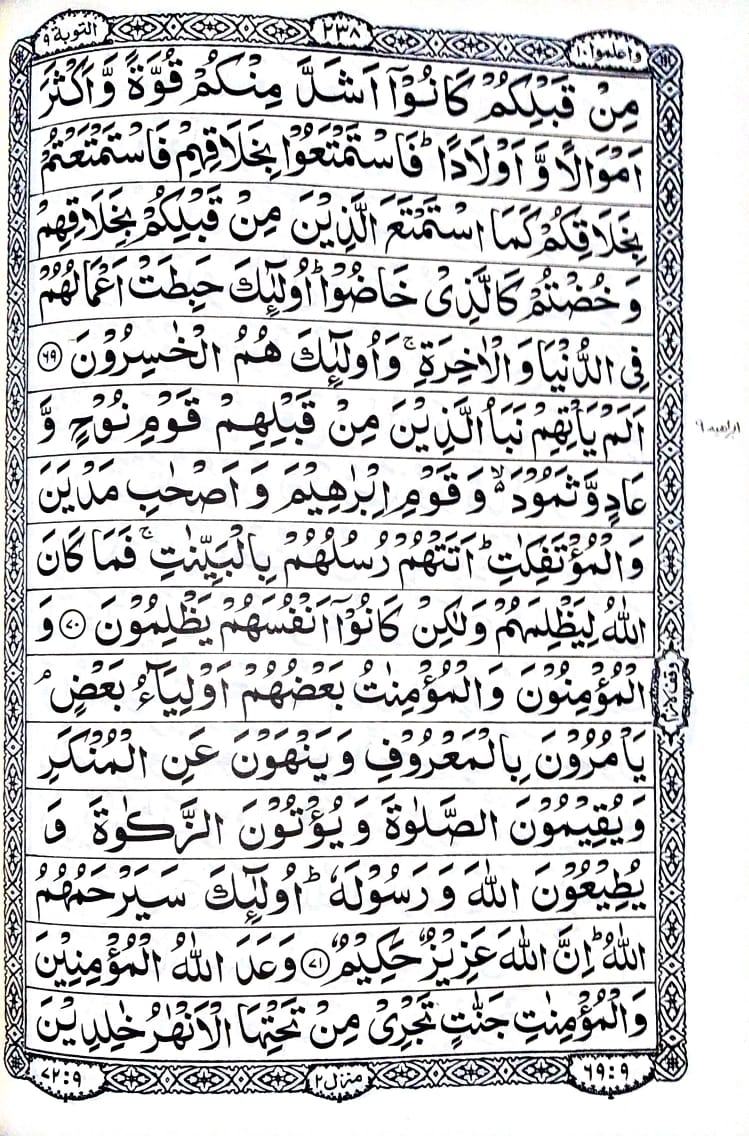 التوبة ٩
٢٣٨
واعلموا ١٠
مِنْ قَبْلِكُمْ كَانُوْۤا اَشَدَّ مِنْكُمْ قُوَّةً وَّ اَكْثَرَ
اَمْوَالًا وَّ اَوْلَادًا ؕ فَاسْتَمْتَعُوْا بِخَلَاقِهِمْ فَاسْتَمْتَعْتُمْ
بِخَلَاقِكُمْ كَمَا اسْتَمْتَعَ الَّذِيْنَ مِنْ قَبْلِكُمْ بِخَلَاقِهِمْ
وَ خُضْتُمْ كَالَّذِىْ خَاضُوْا ؕ اُولٰٓئِكَ حَبِطَتْ اَعْمَالُهُمْ
فِى الدُّنْيَا وَ الْاٰخِرَةِ ۚ وَ اُولٰٓئِكَ هُمُ الْخٰسِرُوْنَ ٦٩
اَلَمْ يَاْتِهِمْ نَبَاُ الَّذِيْنَ مِنْ قَبْلِهِمْ قَوْمِ نُوْحٍ وَّ
عَادٍ وَّ ثَمُوْدَ ۙ۬ وَ قَوْمِ اِبْرٰهِيْمَ وَ اَصْحٰبِ مَدْيَنَ
وَ الْمُؤْتَفِكٰتِ ؕ اَتَتْهُمْ رُسُلُهُمْ بِالْبَيِّنٰتِ ۚ فَمَا كَانَ
اللّٰهُ لِيَظْلِمَهُمْ وَ لٰكِنْ كَانُوْۤا اَنْفُسَهُمْ يَظْلِمُوْنَ ٧٠ وَ
الْمُؤْمِنُوْنَ وَ الْمُؤْمِنٰتُ بَعْضُهُمْ اَوْلِيَآءُ بَعْضٍ ۘ
يَاْمُرُوْنَ بِالْمَعْرُوْفِ وَ يَنْهَوْنَ عَنِ الْمُنْكَرِ
وَ يُقِيْمُوْنَ الصَّلٰوةَ وَ يُؤْتُوْنَ الزَّكٰوةَ وَ
يُطِيْعُوْنَ اللّٰهَ وَ رَسُوْلَهٗ ؕ اُولٰٓئِكَ سَيَرْحَمُهُمُ
اللّٰهُ ؕ اِنَّ اللّٰهَ عَزِيْزٌ حَكِيْمٌ ٧١ وَعَدَ اللّٰهُ الْمُؤْمِنِيْنَ
وَ الْمُؤْمِنٰتِ جَنّٰتٍ تَجْرِىْ مِنْ تَحْتِهَا الْاَنْهٰرُ خٰلِدِيْنَ
ابراهيم ٩
٩:٧٢
منزل ٢
٩:٦٩